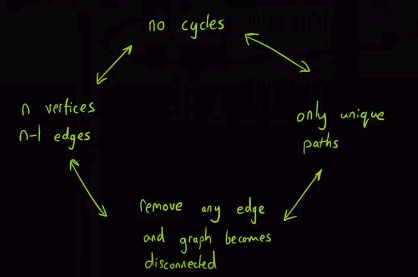 no cycles
n vertices
n-1 edges
only unique
paths
remove any edge
and graph becomes
disconnected